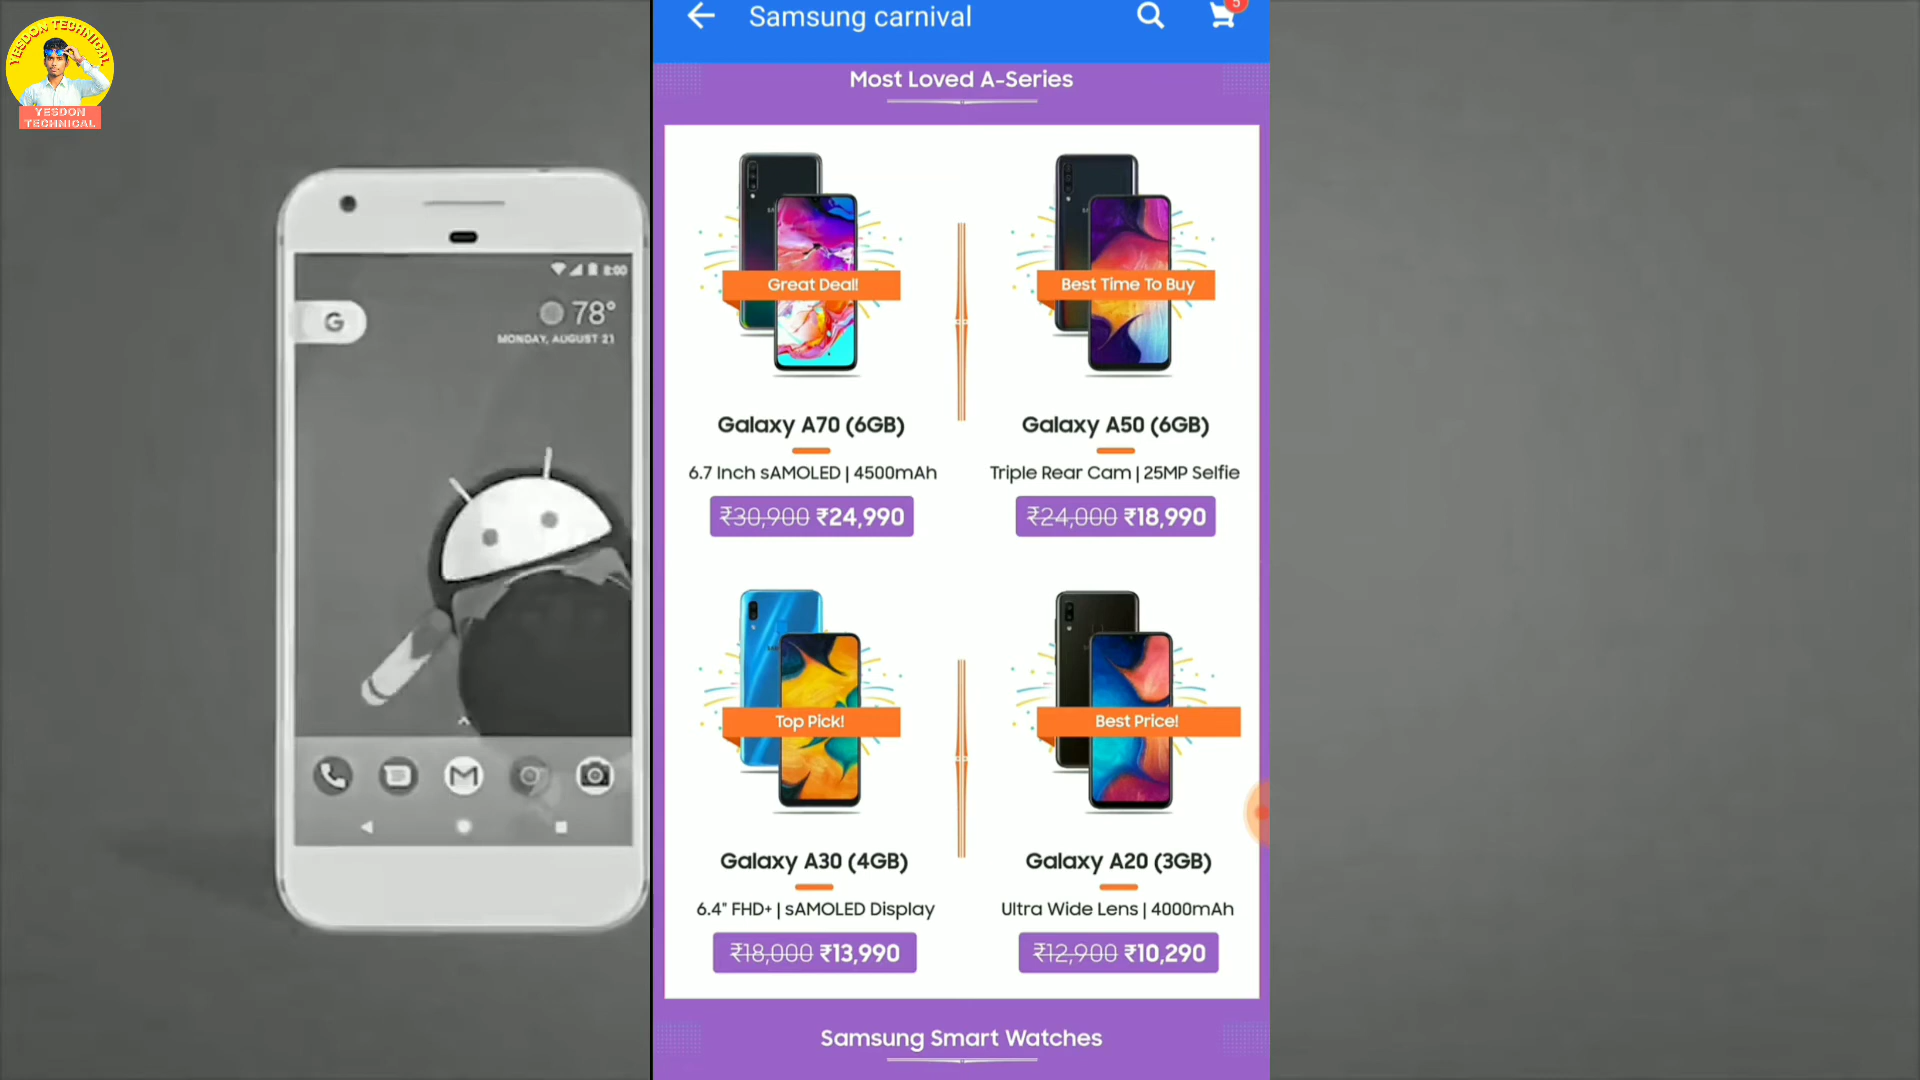 YESDON TECHNICAL
YESDON
TECHNICAL
8:00
G
78°
MONDAY, AUGUST 21
Samsung carnival
5
Most Loved A-Series
Great Deal!
Best Time To Buy
Galaxy A70 (6GB)
Galaxy A50 (6GB)
6.7 Inch sAMOLED | 4500mAh
Triple Rear Cam | 25MP Selfie
₹30,900 ₹24,990
₹24,000 ₹18,990
Top Pick!
Best Price!
Galaxy A30 (4GB)
Galaxy A20 (3GB)
6.4" FHD+ | sAMOLED Display
Ultra Wide Lens | 4000mAh
₹18,000 ₹13,990
₹12,900 ₹10,290
Samsung Smart Watches